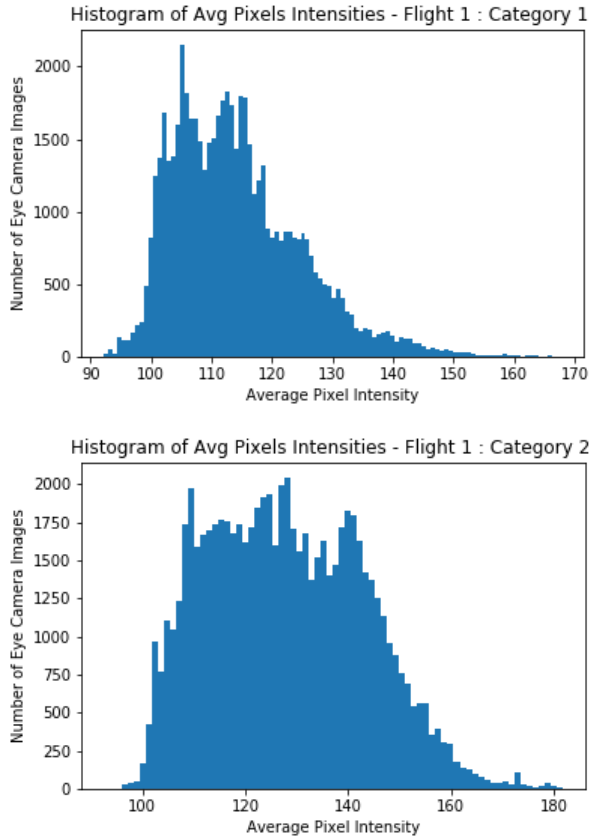 Histogram of Avg Pixels Intensities - Flight 1 : Category 1
Number of Eye Camera Images
2000
1500
1000
500
0
90 100 110 120 130 140 150 160 170
Average Pixel Intensity
Histogram of Avg Pixels Intensities - Flight 1 : Category 2
Number of Eye Camera Images
2000
1750
1500
1250
1000
750
500
250
0
100 120 140 160 180
Average Pixel Intensity